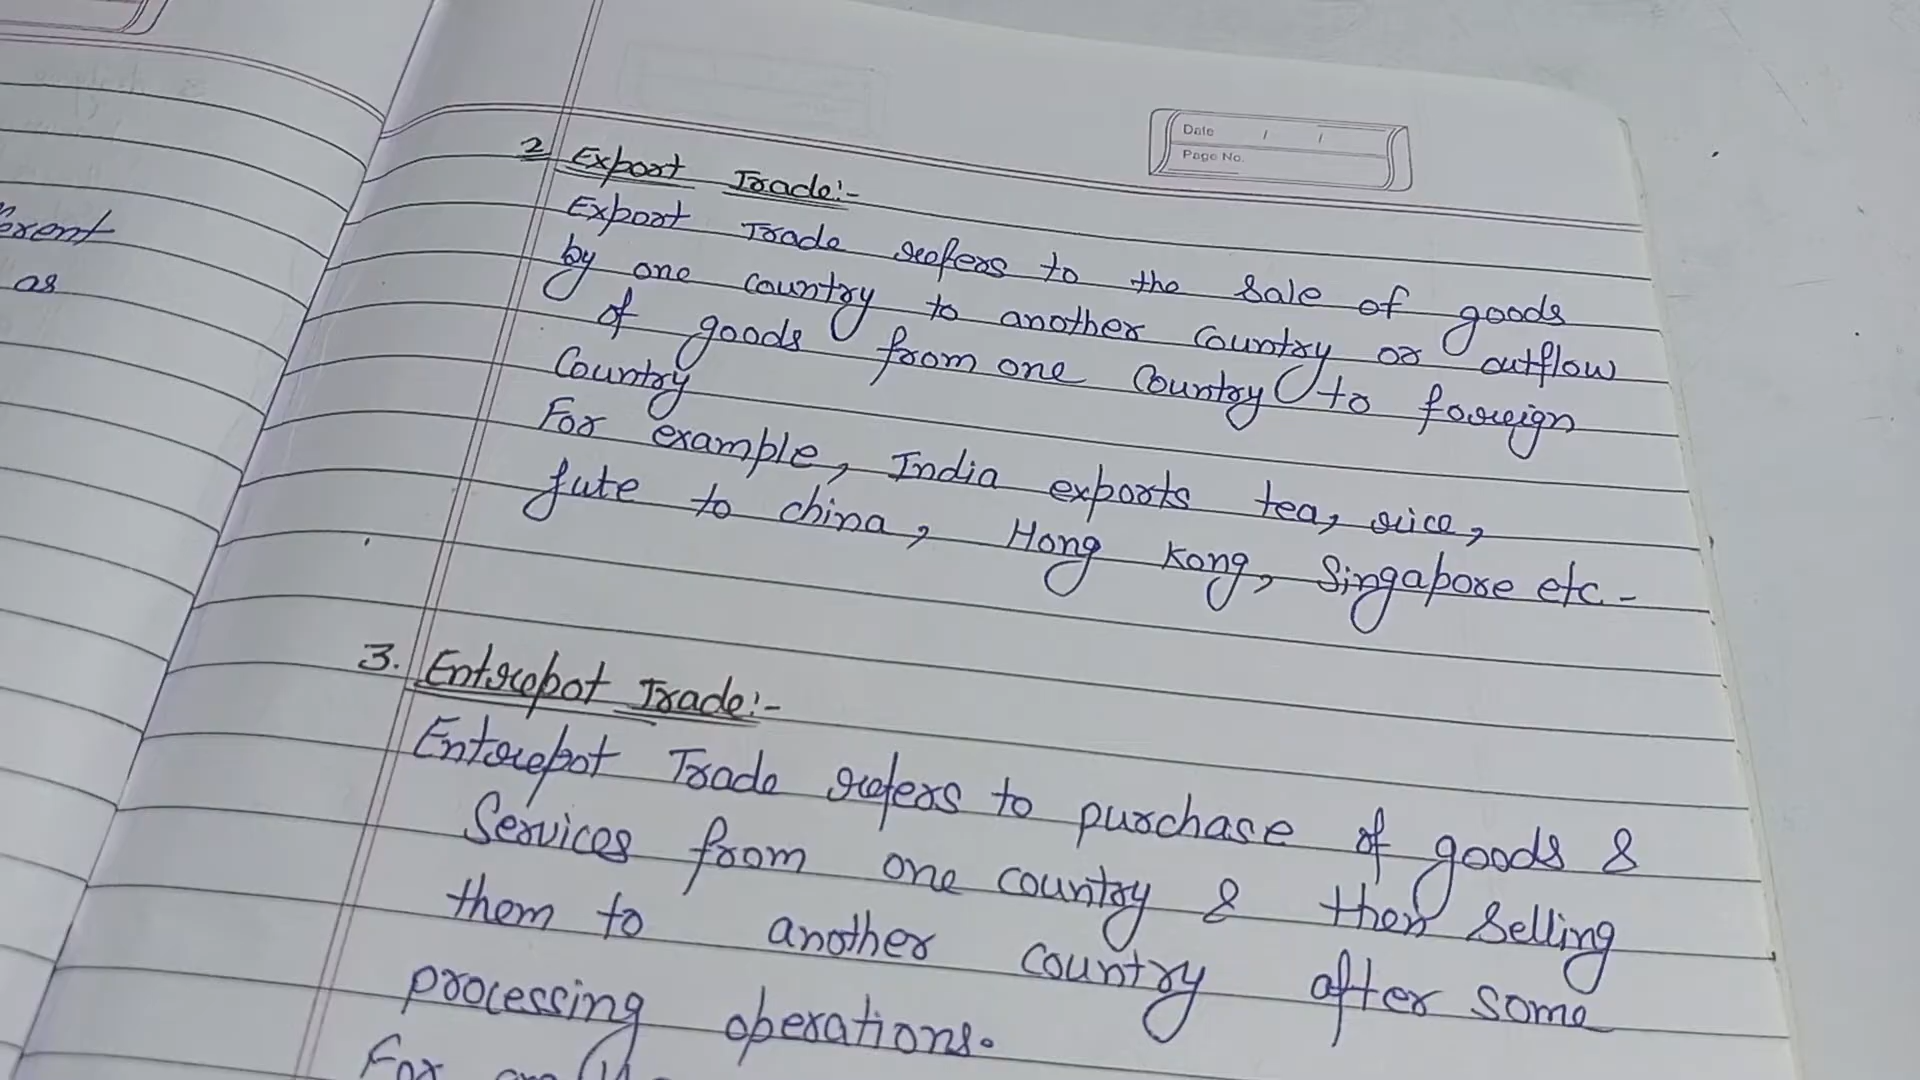 erent
as
Date / /
Page No.
2 Export Trade:-
Export Trade refers to the sale of goods
by one country to another country or outflow
of goods from one country to foreign
Country
For example, India exports tea, rice,
jute to china, Hong Kong, Singapore etc.
3. Entrepot Trade:-
Entrepot Trade refers to purchase of goods &
Services from one country & then selling
them to another country after some
processing operations.
For